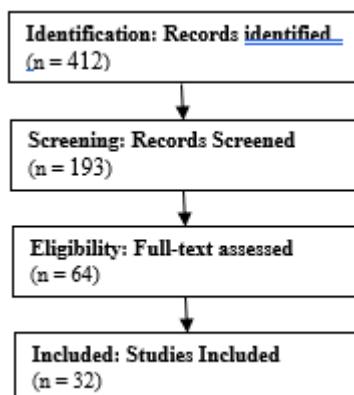 Identification: Records identified
(n = 412)
Screening: Records Screened
(n = 193)
Eligibility: Full-text assessed
(n = 64)
Included: Studies Included
(n = 32)